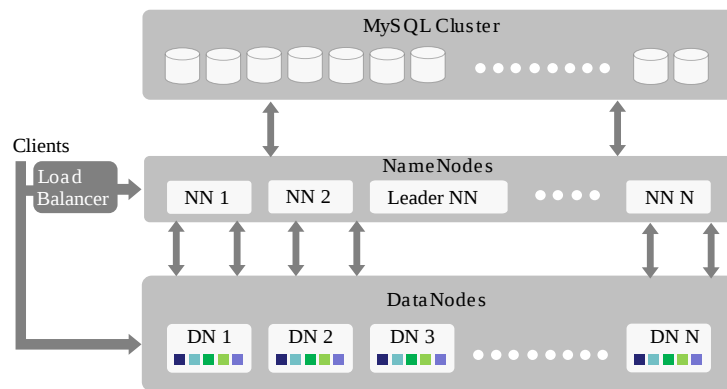 MySQL Cluster
Clients
Load
Balancer
NameNodes
NN 1
NN 2
Leader NN
NN N
DataNodes
DN 1
DN 2
DN 3
DN N